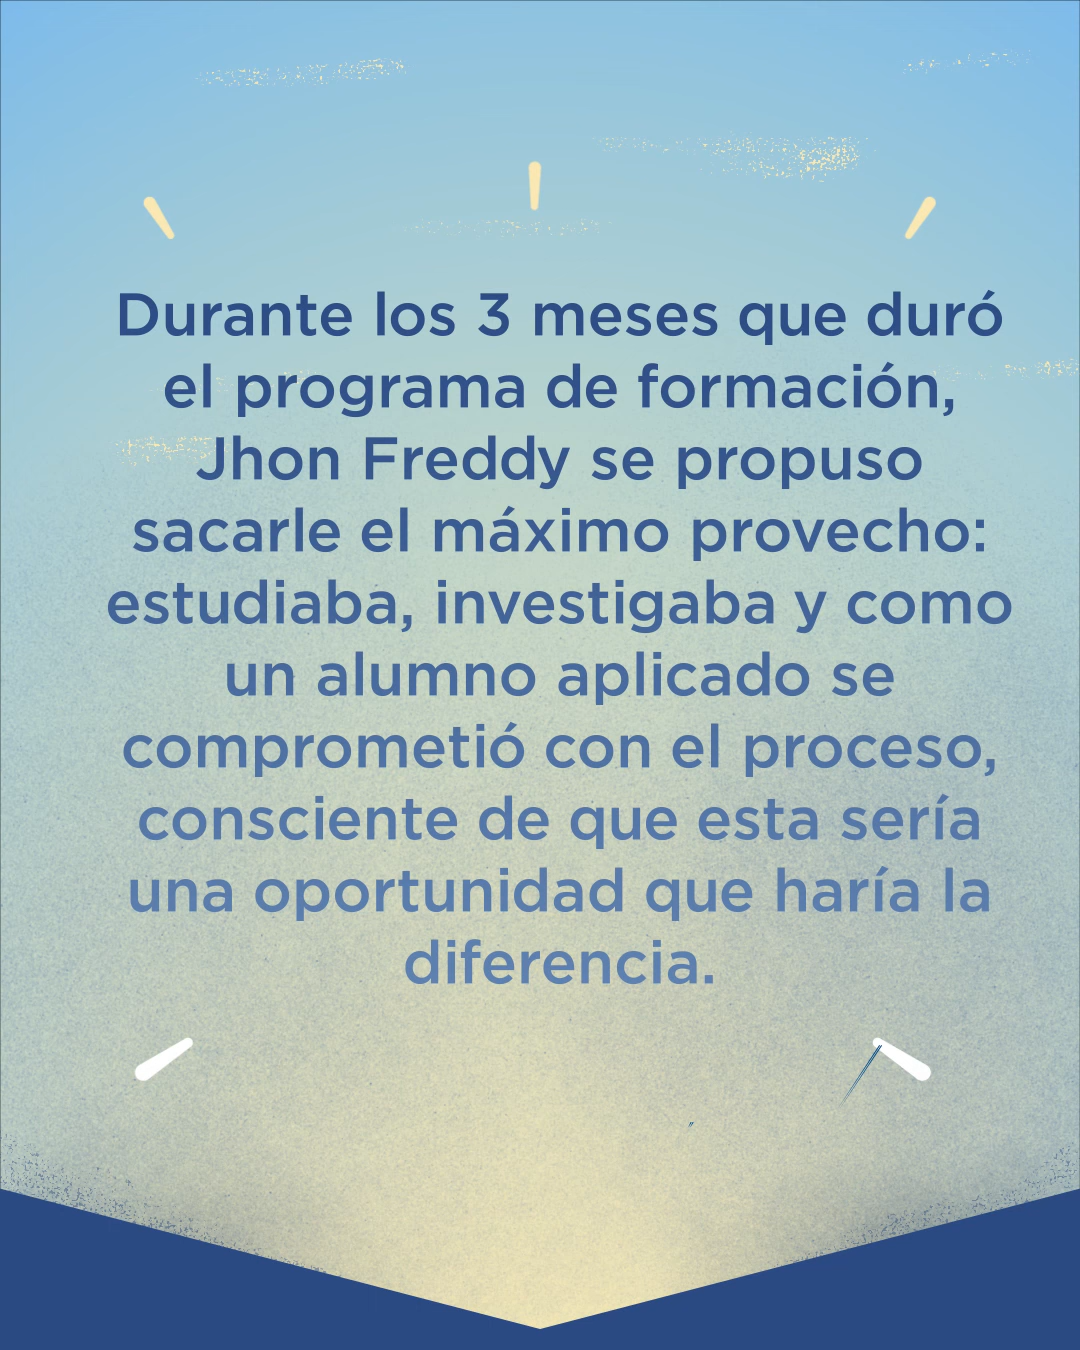 Durante los 3 meses que duró
el programa de formación,
Jhon Freddy se propuso
sacarle el máximo provecho:
estudiaba, investigaba y como
un alumno aplicado se
comprometió con el proceso,
consciente de que esta sería
una oportunidad que haría la
diferencia.